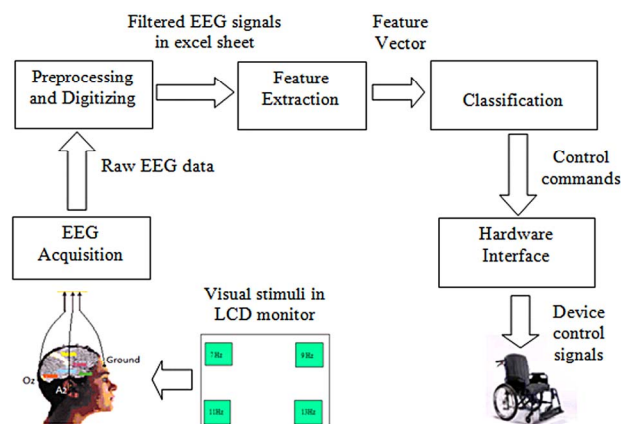 Filtered EEG signals
in excel sheet
Feature
Vector
Preprocessing
and Digitizing
Feature
Extraction
Classification
Raw EEG data
Control
commands
EEG
Acquisition
Hardware
Interface
Visual stimuli in
LCD monitor
Device
control
signals
7Hz
9Hz
11Hz
13Hz
Ground
Oz
Az